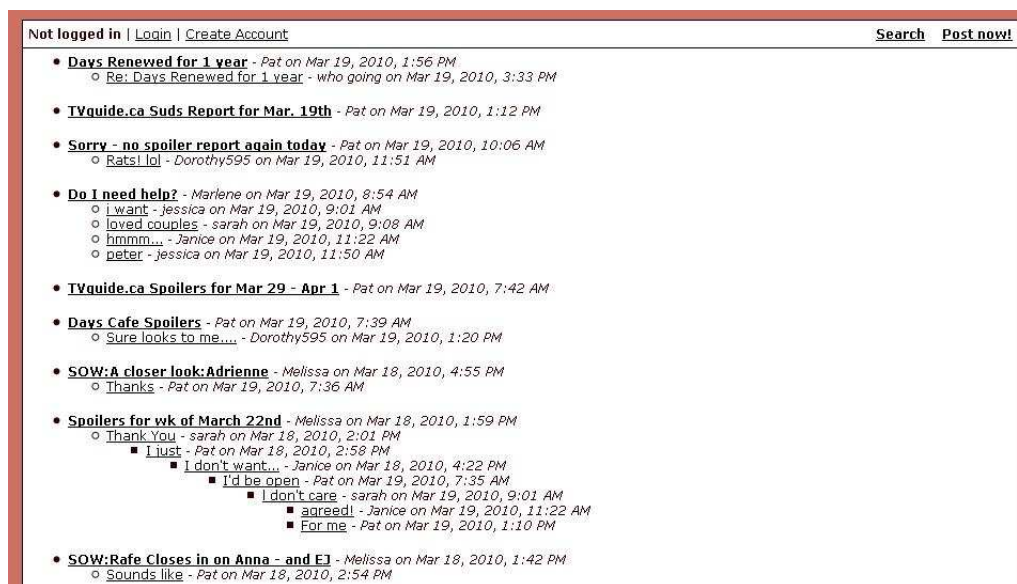 Not logged in | Login | Create Account Search Post now!
Days Renewed for 1 year - Pat on Mar 19, 2010, 1:56 PM
Re: Days Renewed for 1 year - who going on Mar 19, 2010, 3:33 PM
TVguide.ca Suds Report for Mar. 19th - Pat on Mar 19, 2010, 1:12 PM
Sorry - no spoiler report again today - Pat on Mar 19, 2010, 10:06 AM
Rats! lol - Dorothy595 on Mar 19, 2010, 11:51 AM
Do I need help? - Marlene on Mar 19, 2010, 8:54 AM
i want - jessica on Mar 19, 2010, 9:01 AM
loved couples - sarah on Mar 19, 2010, 9:08 AM
hmmm... - Janice on Mar 19, 2010, 11:22 AM
peter - jessica on Mar 19, 2010, 11:50 AM
TVguide.ca Spoilers for Mar 29 - Apr 1 - Pat on Mar 19, 2010, 7:42 AM
Days Cafe Spoilers - Pat on Mar 19, 2010, 7:39 AM
Sure looks to me.... - Dorothy595 on Mar 19, 2010, 1:20 PM
SOW:A closer look:Adrienne - Melissa on Mar 18, 2010, 4:55 PM
Thanks - Pat on Mar 19, 2010, 7:36 AM
Spoilers for wk of March 22nd - Melissa on Mar 18, 2010, 1:59 PM
Thank You - sarah on Mar 18, 2010, 2:01 PM
I just - Pat on Mar 18, 2010, 2:58 PM
I don't want... - Janice on Mar 18, 2010, 4:22 PM
I'd be open - Pat on Mar 19, 2010, 7:35 AM
I don't care - sarah on Mar 19, 2010, 9:01 AM
agreed! - Janice on Mar 19, 2010, 11:22 AM
For me - Pat on Mar 19, 2010, 1:10 PM
SOW:Rafe Closes in on Anna - and EJ - Melissa on Mar 18, 2010, 1:42 PM
Sounds like - Pat on Mar 18, 2010, 2:54 PM